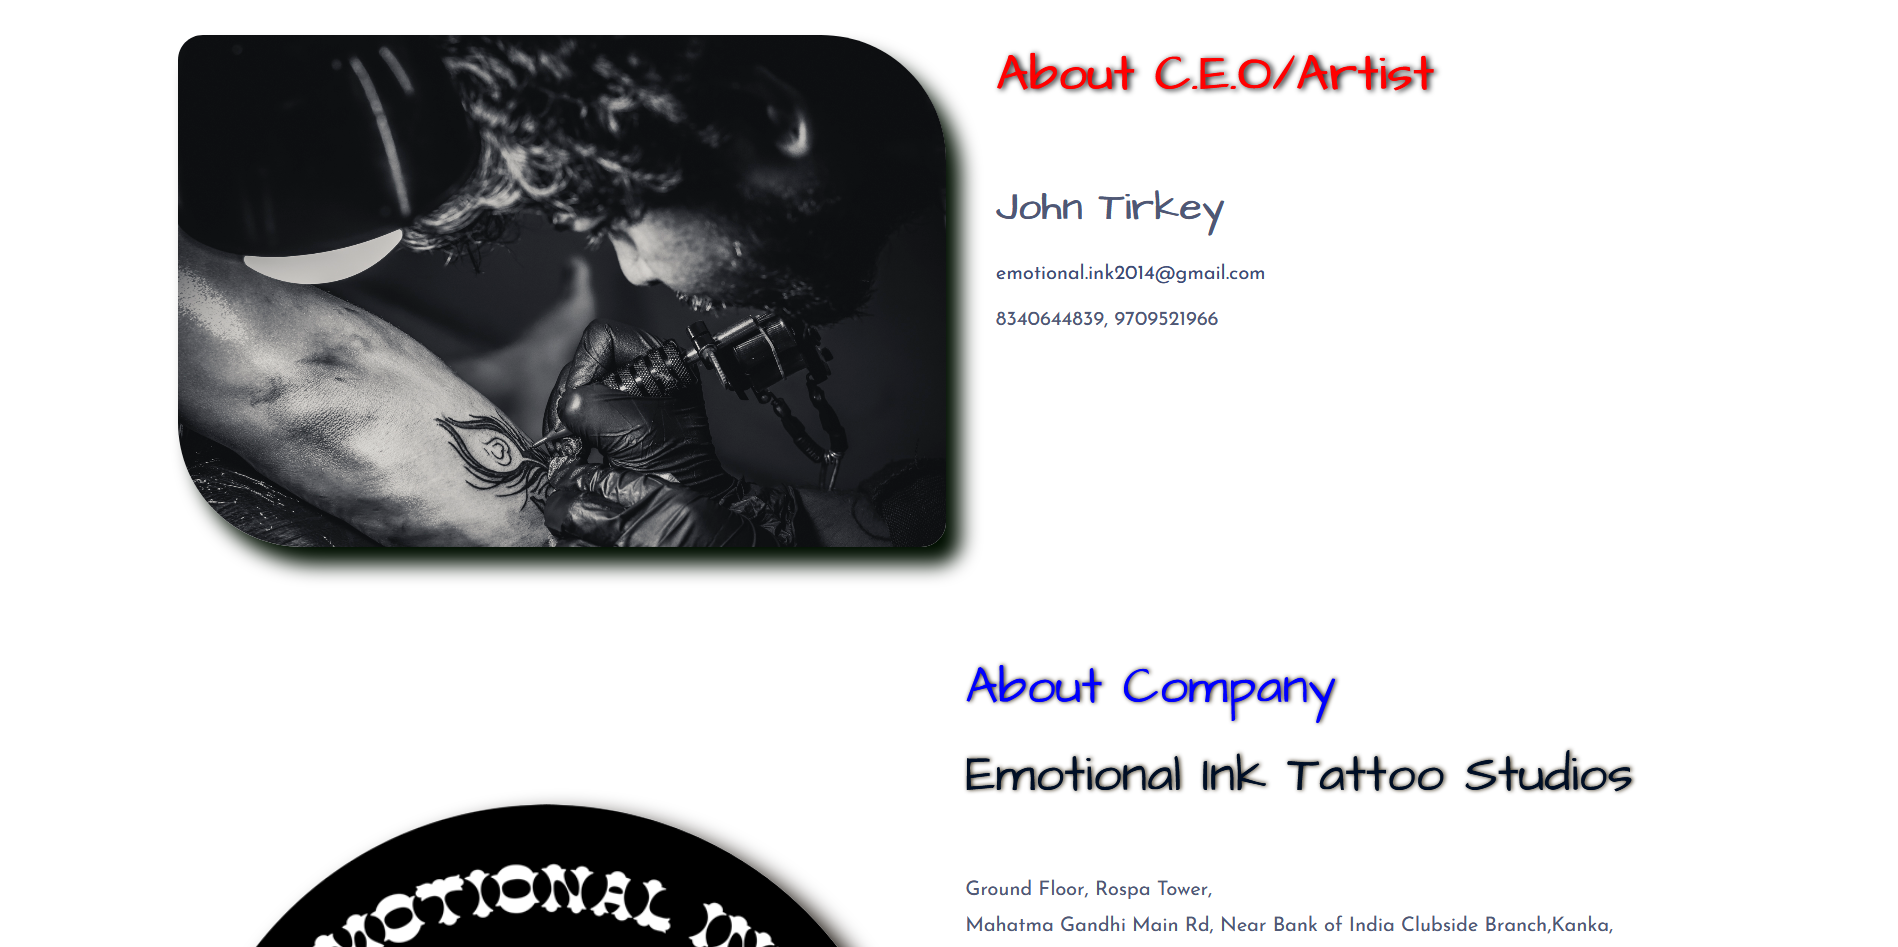 About C.E.O/Artist
John Tirkey
emotional.ink2014@gmail.com
8340644839, 9709521966
About Company
Emotional Ink Tattoo Studios
Ground Floor, Rospa Tower,
Mahatma Gandhi Main Rd, Near Bank of India Clubside Branch,Kanka,
EMOTIONAL